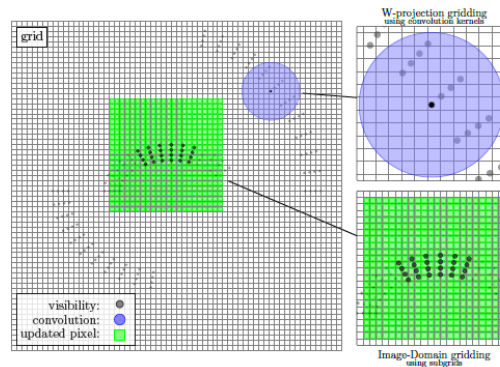 grid
W-projection gridding
using convolution kernels
visibility:
convolution:
updated pixel:
Image-Domain gridding
using subgrids